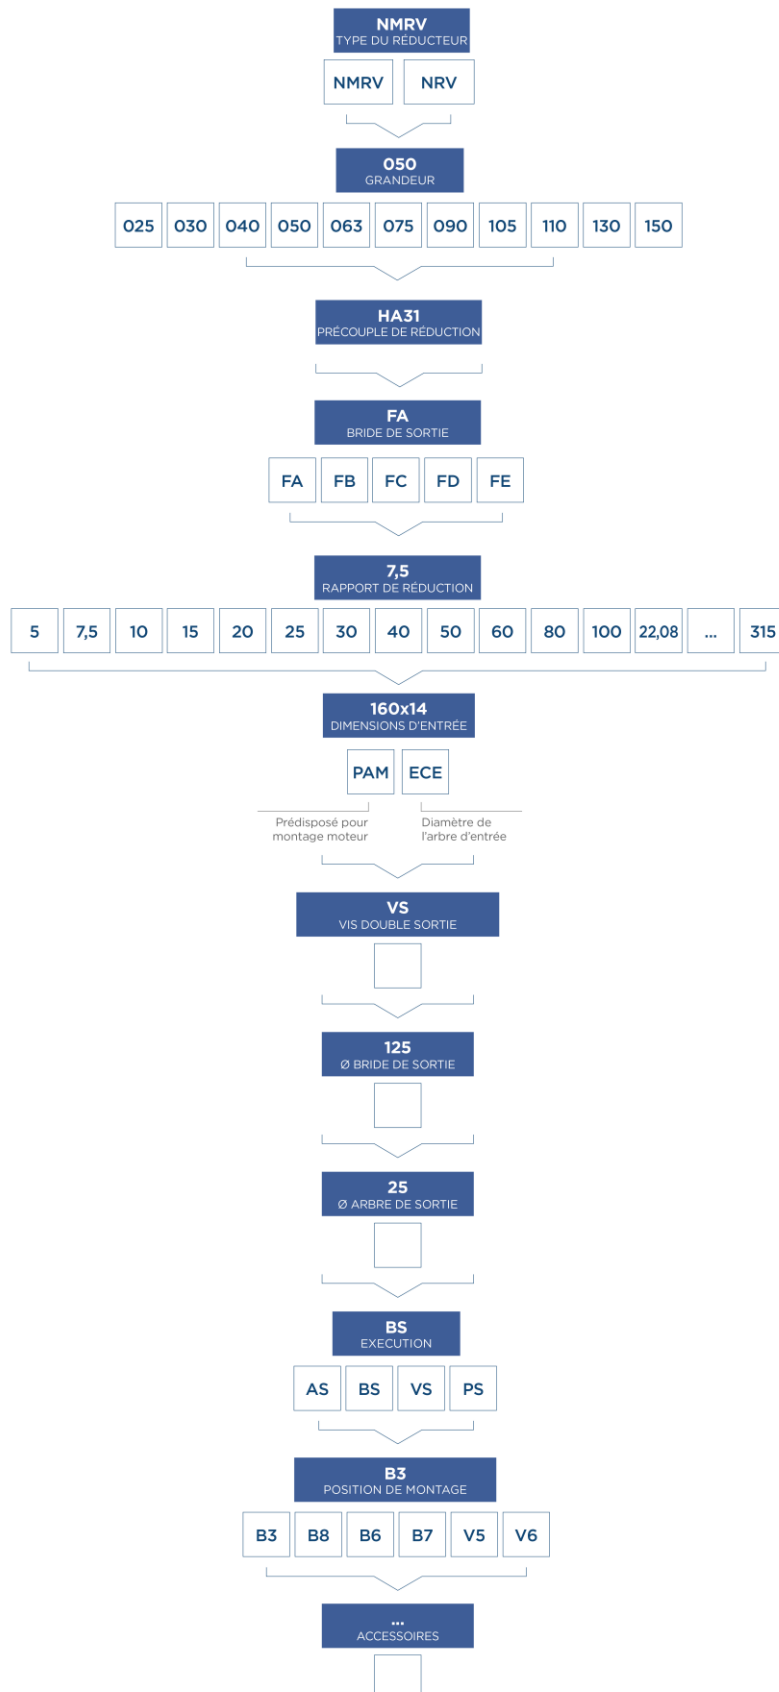 NMRV
TYPE DU RÉDUCTEUR
NMRV NRV
050
GRANDEUR
025 030 040 050 063 075 090 105 110 130 150
HA31
PRÉCOUPLE DE RÉDUCTION
FA
BRIDE DE SORTIE
FA FB FC FD FE
7,5
RAPPORT DE RÉDUCTION
5 7,5 10 15 20 25 30 40 50 60 80 100 22,08 ... 315
160x14
DIMENSIONS D'ENTRÉE
PAM ECE
Prédisposé pour
montage moteur
Diamètre de
l'arbre d'entrée
VS
VIS DOUBLE SORTIE
125
Ø BRIDE DE SORTIE
25
Ø ARBRE DE SORTIE
BS
EXECUTION
AS BS VS PS
B3
POSITION DE MONTAGE
B3 B8 B6 B7 V5 V6
...
ACCESSOIRES